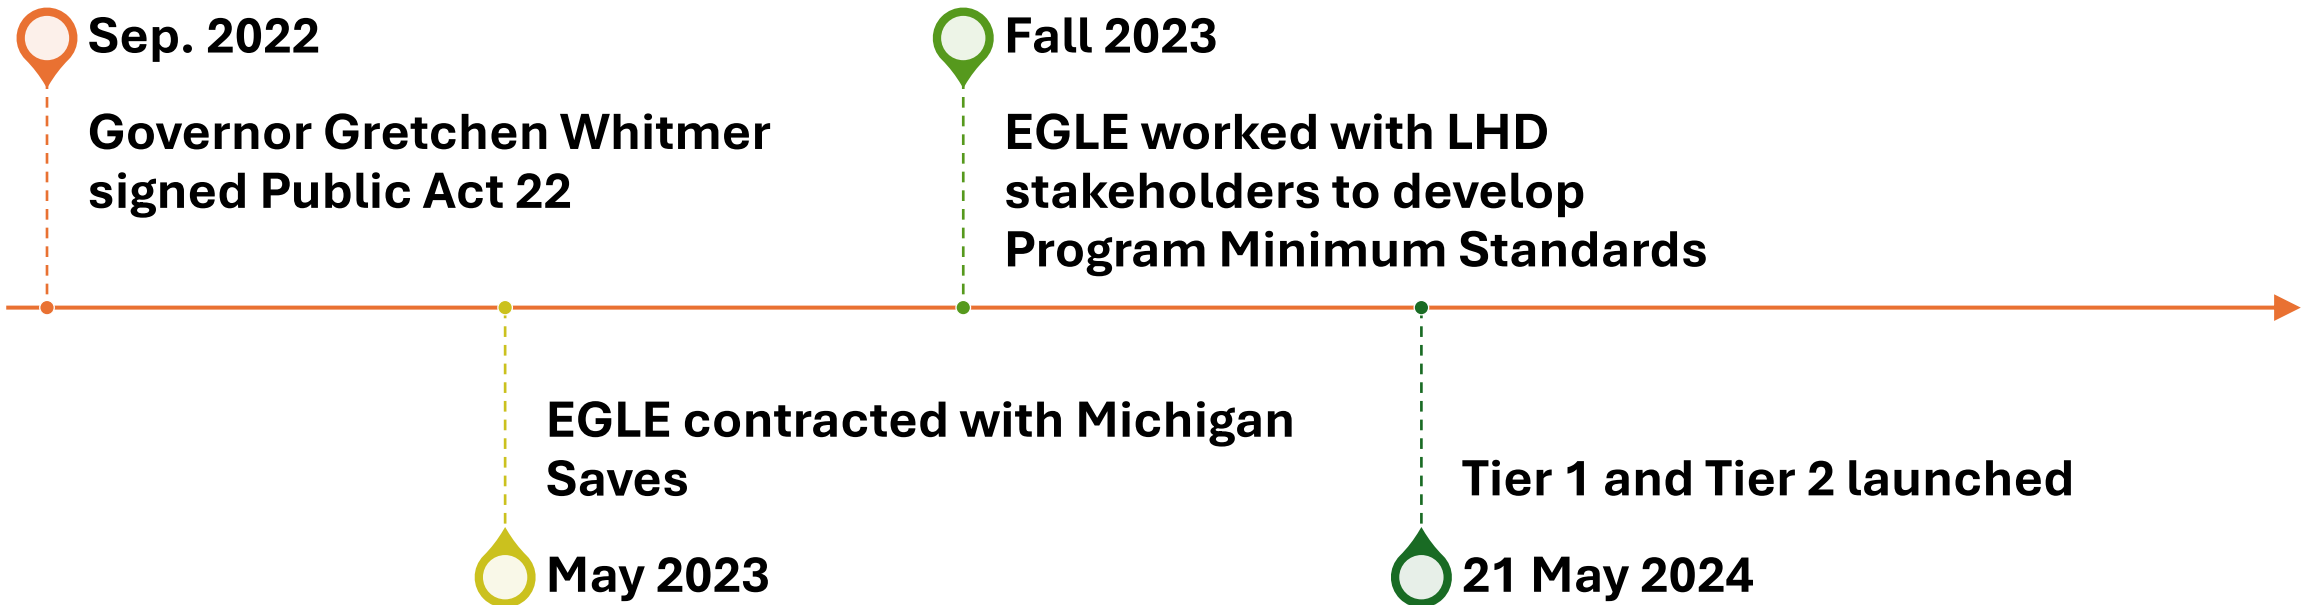 Sep. 2022
Governor Gretchen Whitmer
signed Public Act 22
Fall 2023
EGLE worked with LHD
stakeholders to develop
Program Minimum Standards
EGLE contracted with Michigan
Saves
May 2023
Tier 1 and Tier 2 launched
21 May 2024